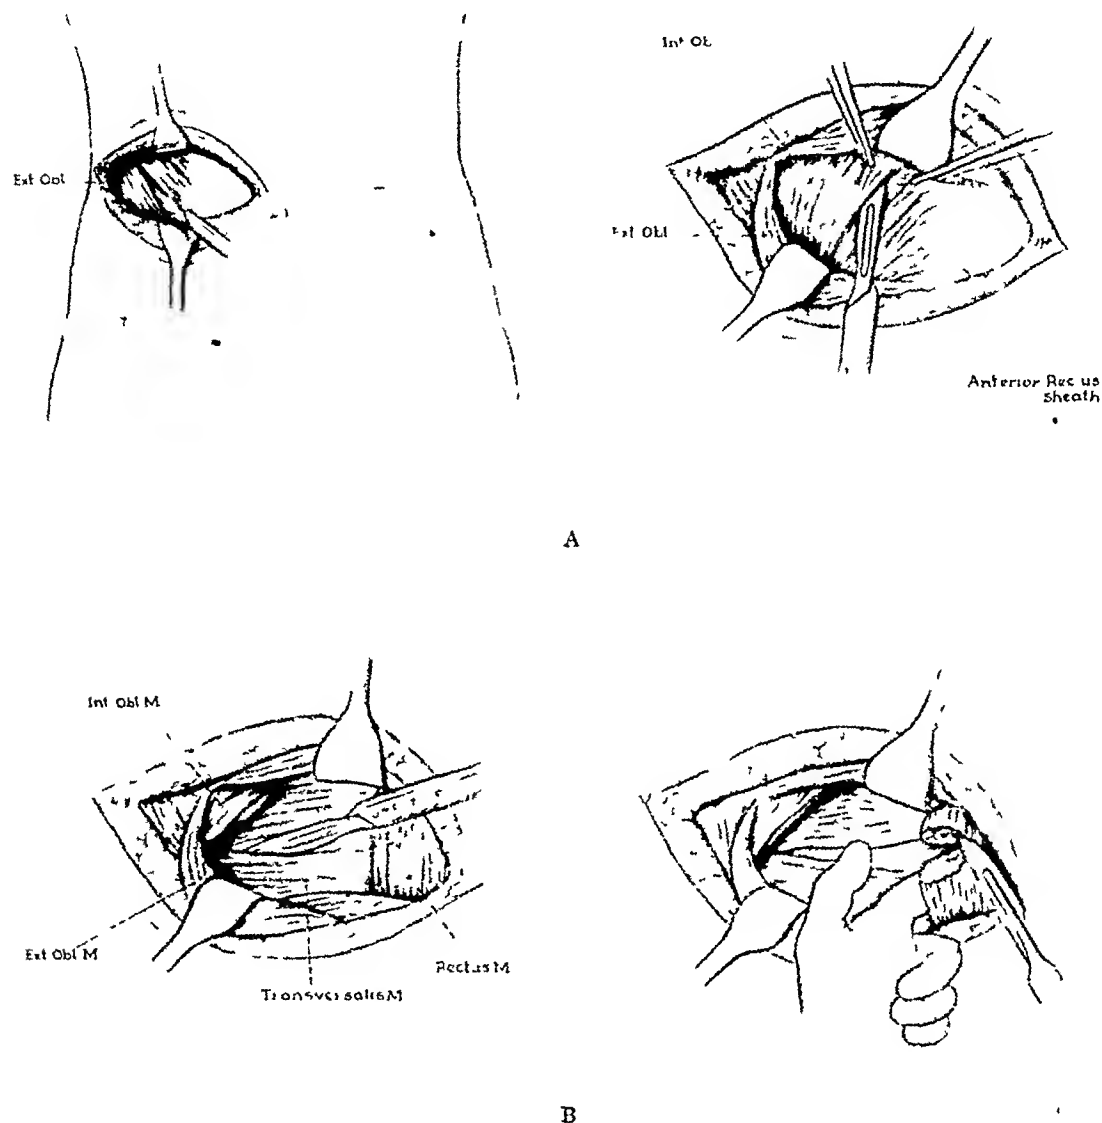 Ext Obl
Int Ob
Ext Obl
Anterior Rec us
sheath
A
Int Obl M
Ext Obl M
Transversalis M
Rectus M
B